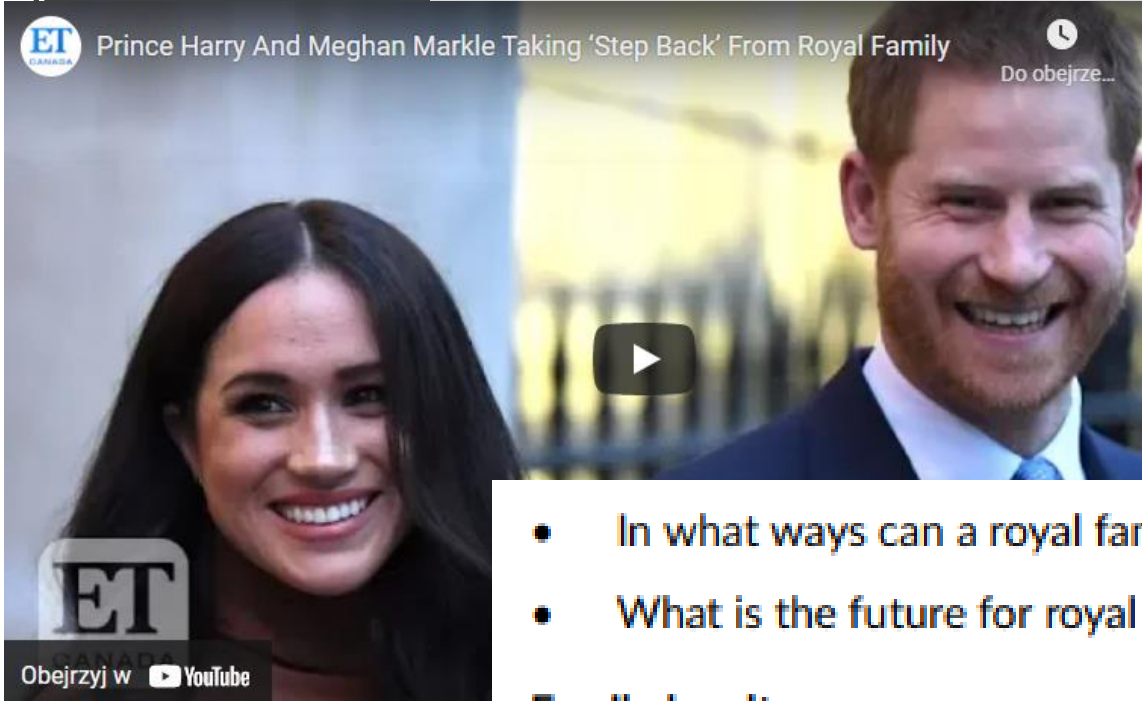 ET
CANADA
Prince Harry And Meghan Markle Taking ‘Step Back’ From Royal Family
Do obejrze...
ET
CANADA
Obejrzyj w YouTube
• In what ways can a royal
• What is the future for royal